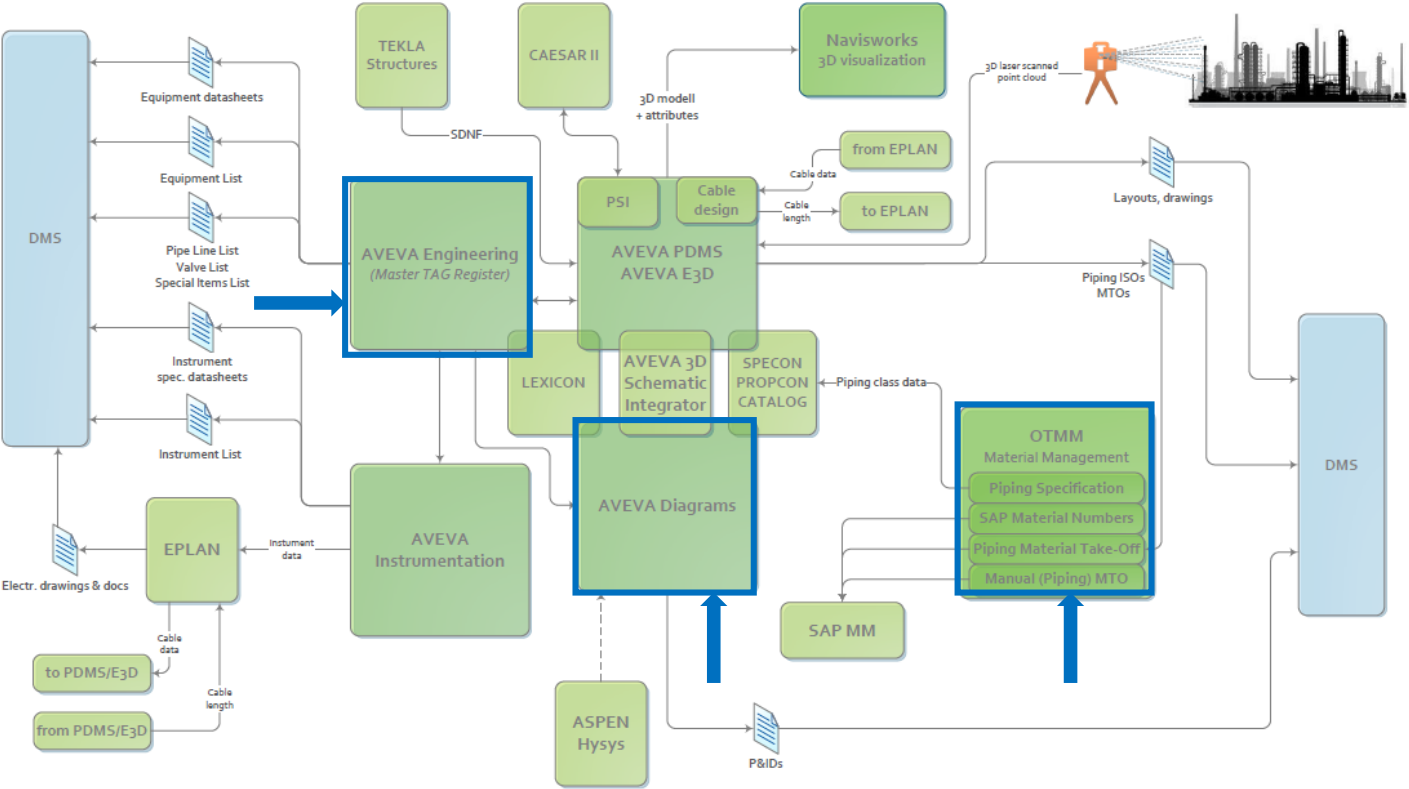 TEKLA
Structures
CAESAR II
Navisworks
3D visualization
3D laser scanned
point cloud
3D modell
+ attributes
SDNF
Equipment datasheets
Equipment List
Pipe Line List
Valve List
Special Items List
Instrument
spec. datasheets
Instrument List
DMS
Electr. drawings & docs
AVEVA Engineering
(Master TAG Register)
PSI
Cable
design
AVEVA PDMS
AVEVA E3D
from EPLAN
Cable data
to EPLAN
Cable
length
Layouts, drawings
Piping ISOs
MTOs
LEXICON
AVEVA 3D
Schematic
Integrator
SPECON
PROPCON
CATALOG
Piping class data
OTMM
Material Management
Piping Specification
SAP Material Numbers
Piping Material Take-Off
Manual (Piping) MTO
DMS
AVEVA Diagrams
AVEVA
Instrumentation
Instument
data
EPLAN
Cable
data
to PDMS/E3D
Cable
length
from PDMS/E3D
SAP MM
ASPEN
Hysys
P&IDs